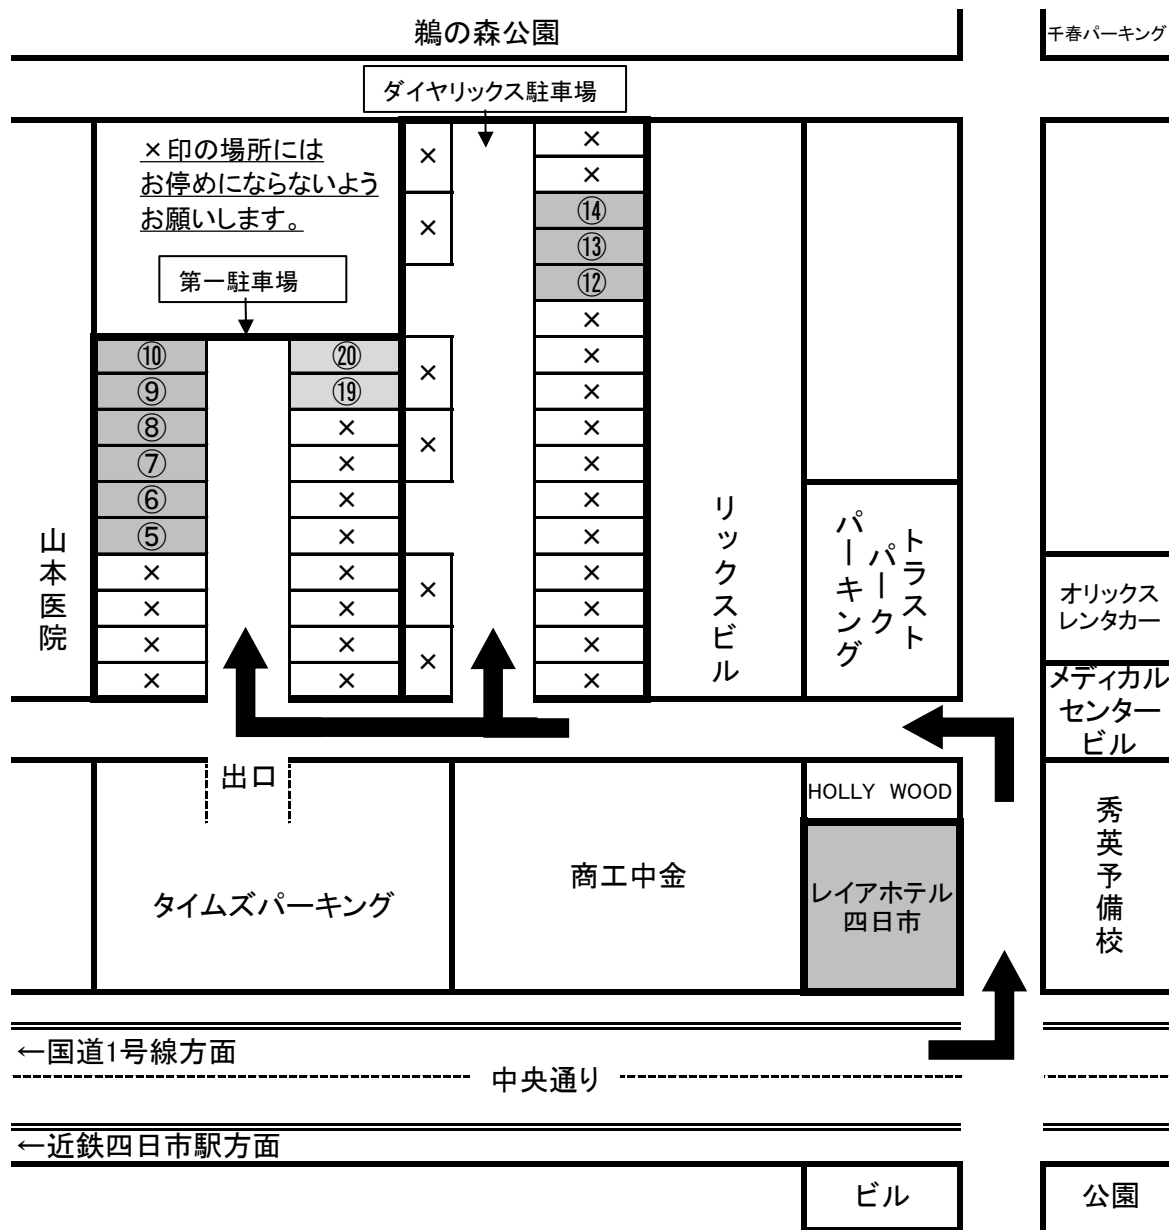 鵜の森公園
千春パーキング
ダイヤリックス駐車場
×印の場所には
お停めにならないよう
お願いします。
第一駐車場
×
×
×
×
×
×
×
×
⑭
⑬
⑫
×
×
×
×
×
×
×
×
×
×
×
⑩
⑨
⑧
⑦
⑥
⑤
×
×
×
×
⑳
⑲
×
×
×
×
×
×
×
×
山本医院
リックスビル
トラスト
パーク
パーキング
オリックス
レンタカー
メディカル
センター
ビル
出口
HOLLY WOOD
タイムズパーキング
商工中金
レイアホテル
四日市
秀英予備校
←国道1号線方面
中央通り
←近鉄四日市駅方面
ビル
公園